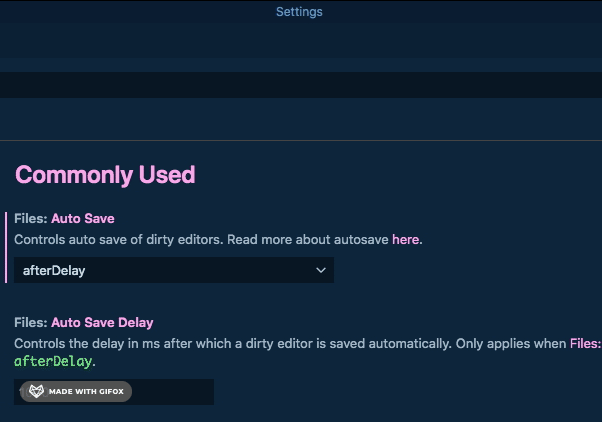 Settings
Commonly Used
Files: Auto Save
Controls auto save of dirty editors. Read more about autosave here.
afterDelay
Files: Auto Save Delay
Controls the delay in ms after which a dirty editor is saved automatically. Only applies when Files:
afterDelay.
MADE WITH GIFOX